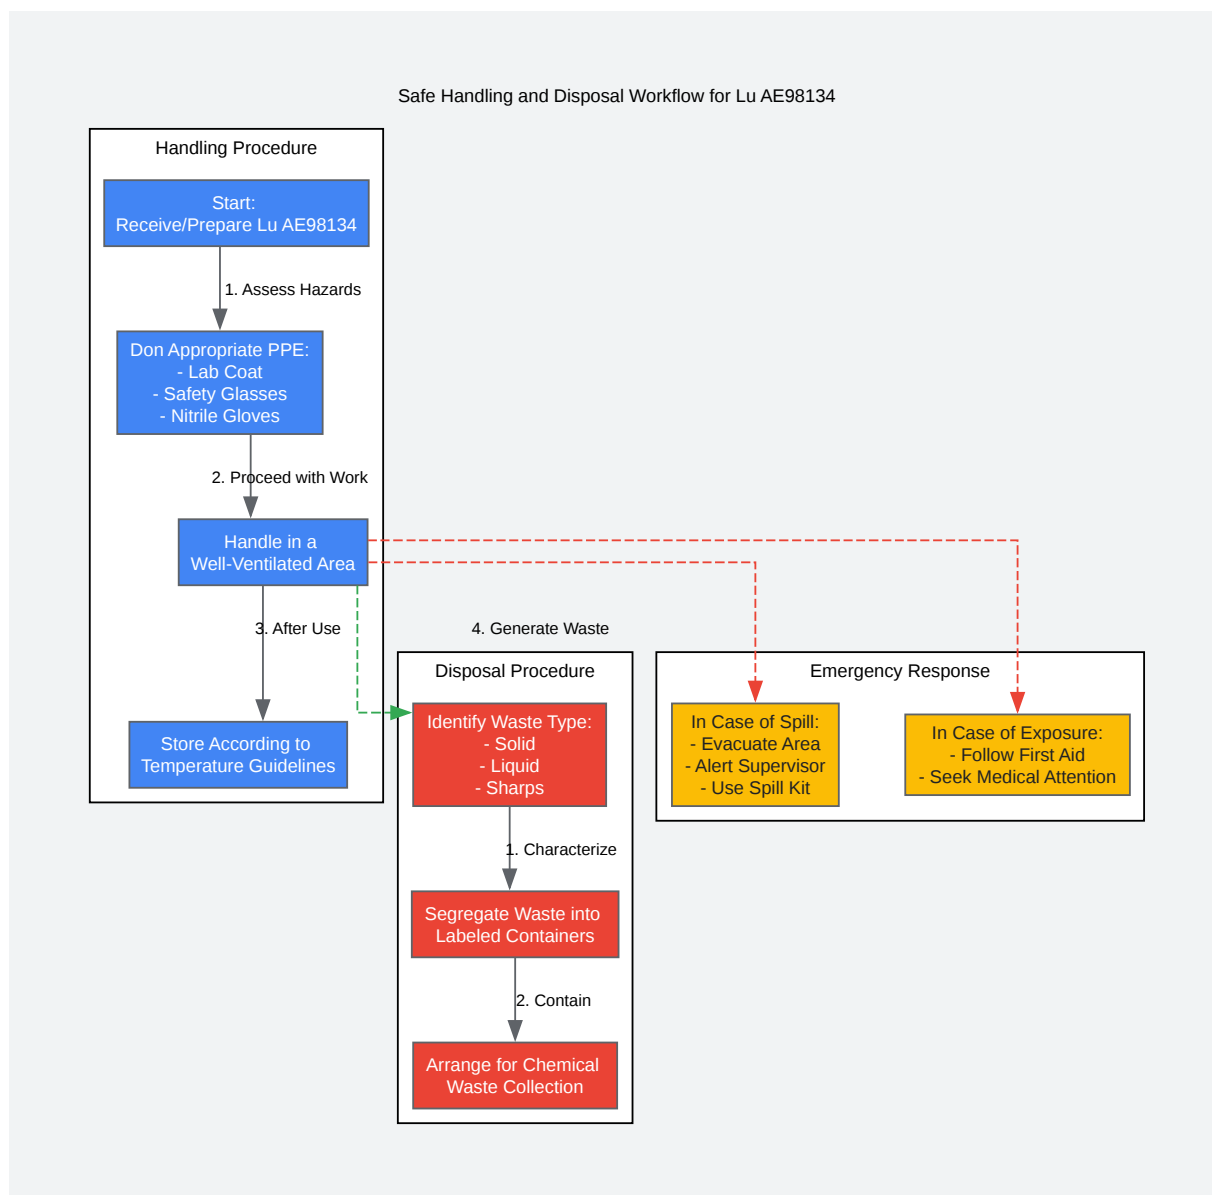 Safe Handling and Disposal Workflow for Lu AE98134
Handling Procedure
Start:
Receive/Prepare Lu AE98134
1. Assess Hazards
Don Appropriate PPE:
- Lab Coat
- Safety Glasses
- Nitrile Gloves
2. Proceed with Work
Handle in a
Well-Ventilated Area
3. After Use
Store According to
Temperature Guidelines
4. Generate Waste
Disposal Procedure
Identify Waste Type:
- Solid
- Liquid
- Sharps
1. Characterize
Segregate Waste into
Labeled Containers
2. Contain
Arrange for Chemical
Waste Collection
Emergency Response
In Case of Spill:
- Evacuate Area
- Alert Supervisor
- Use Spill Kit
In Case of Exposure:
- Follow First Aid
- Seek Medical Attention